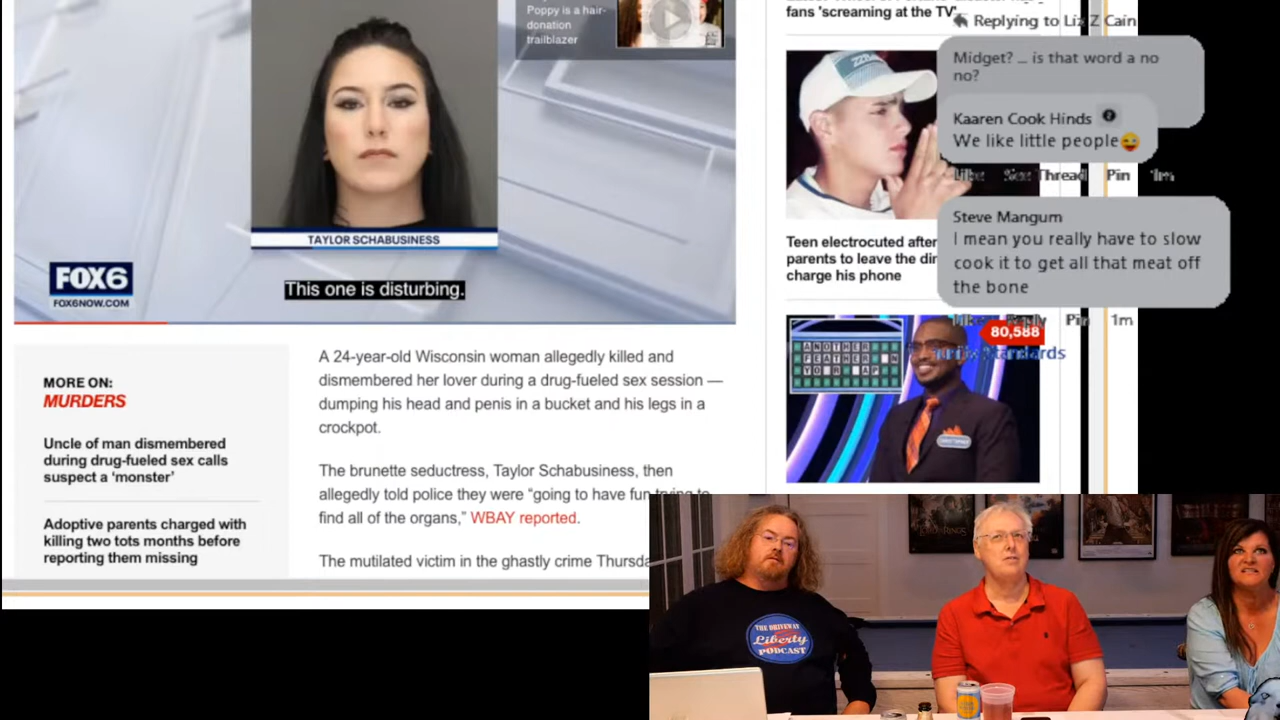 Poppy is a hair-
donation
trailblazer
TAYLOR SCHABUSINESS
FOX6
FOX6NOW.COM
This one is disturbing.
MORE ON:
MURDERS
Uncle of man dismembered
during drug-fueled sex calls
suspect a ‘monster’
Adoptive parents charged with
killing two tots months before
reporting them missing
A 24-year-old Wisconsin woman allegedly killed and
dismembered her lover during a drug-fueled sex session —
dumping his head and penis in a bucket and his legs in a
crockpot.
The brunette seductress, Taylor Schabusiness, then
allegedly told police they were “going to have fun trying to
find all of the organs,” WBAY reported.
The mutilated victim in the ghastly crime Thursda
fans 'screaming at the TV'
Teen electrocuted after
parents to leave the
charge his phone
80,588
ANOTHER
FEATHER IN
YOUR AP
Replying to Liz Z Cain
Midget? ... is that word a no
no?
Kaaren Cook Hinds
We like little people
Like See Thread Pin 1m
Steve Mangum
I mean you really have to slow
cook it to get all that meat off
the bone
Like Reply Pin 1m
Standards
THE DRIVEWAY
Liberty
PODCAST